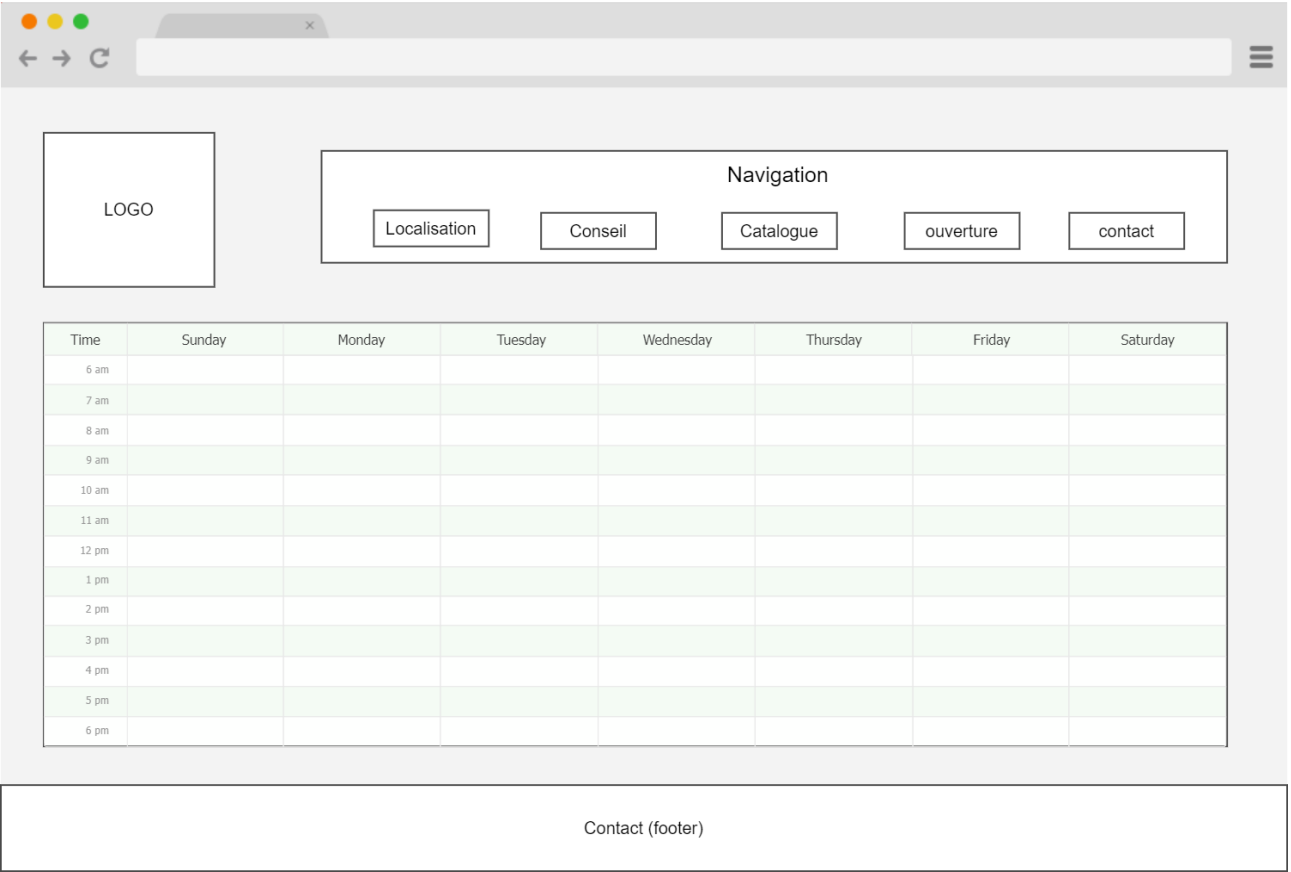 LOGO
Navigation
Localisation Conseil Catalogue ouverture contact
Time Sunday Monday Tuesday Wednesday Thursday Friday Saturday
6 am
7 am
8 am
9 am
10 am
11 am
12 pm
1 pm
2 pm
3 pm
4 pm
5 pm
6 pm
Contact (footer)